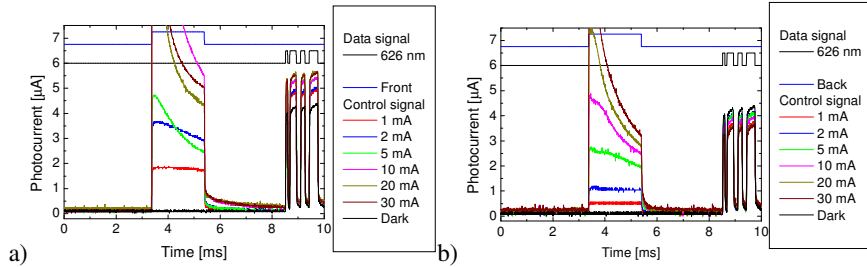 7
6
5
4
3
2
1
0
Photocurrent [µA]
0 2 4 6 8 10
Time [ms]
a)
Data signal
626 nm
Front
Control signal
1 mA
2 mA
5 mA
10 mA
20 mA
30 mA
Dark
7
6
5
4
3
2
1
0
Photocurrent [µA]
0 2 4 6 8 10
Time [ms]
b)
Data signal
626 nm
Back
Control signal
1 mA
2 mA
5 mA
10 mA
20 mA
30 mA
Dark